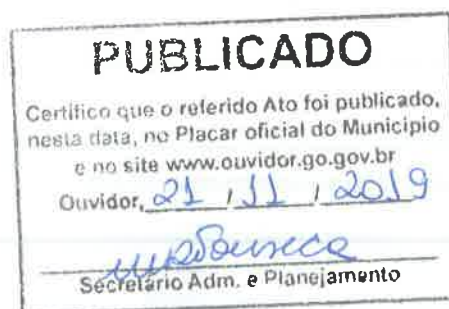 PUBLICADO
Certifico que o referido Ato foi publicado,
nesta data, no Placar oficial do Municipio
e no site www.ouvidor.go.gov.br
Ouvidor, 21 / 11 / 2019
Secretário Adm. e Planejamento